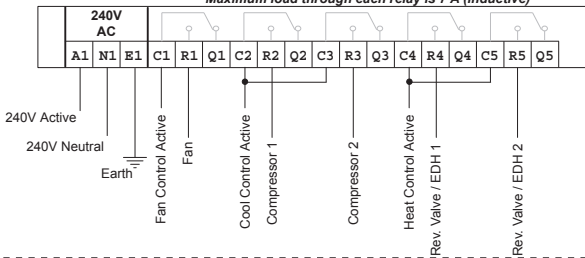 Maximum load through each relay is 7 A (inductive)
240V
AC
A1 N1 E1 C1 R1 Q1 C2 R2 Q2 C3 R3 Q3 C4 R4 Q4 C5 R5 Q5
240V Active
240V Neutral
Earth
Fan Control Active
Fan
Cool Control Active
Compressor 1
Compressor 2
Heat Control Active
Rev. Valve / EDH 1
Rev. Valve / EDH 2